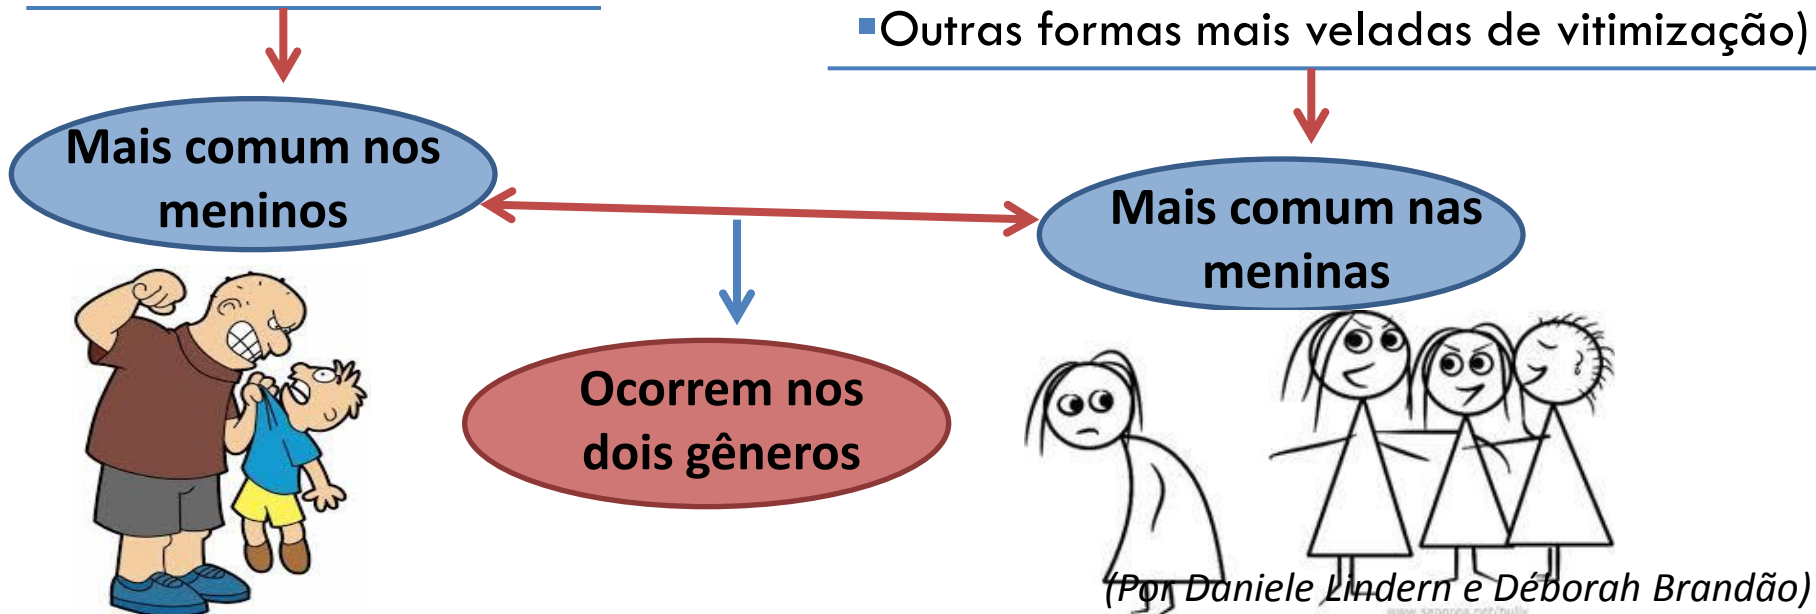 ▪Outras formas mais veladas de vitimização)
Mais comum nos
meninos
Mais comum nas
meninas
Ocorrem nos
dois gêneros
(Por Daniele Lindern e Déborah Brandão)